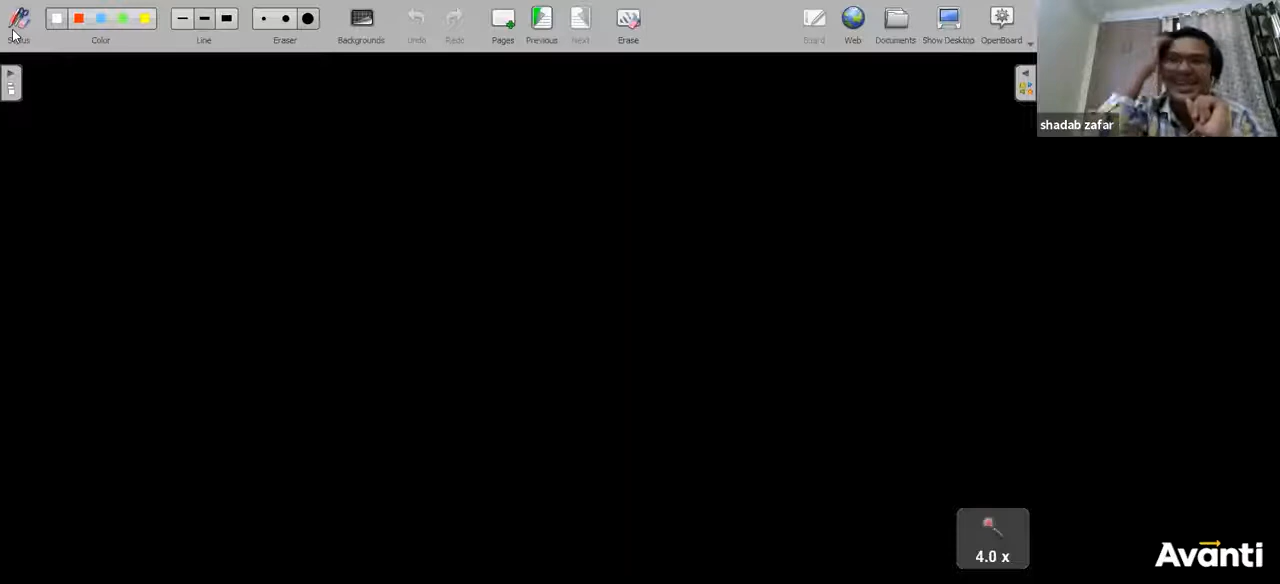 Stylus
Color
Line
Eraser
Backgrounds
Undo
Redo
Pages
Previous
Next
Erase
Board
Web
Documents
Show Desktop
OpenBoard
shadab zafar
4.0 x
Avanti